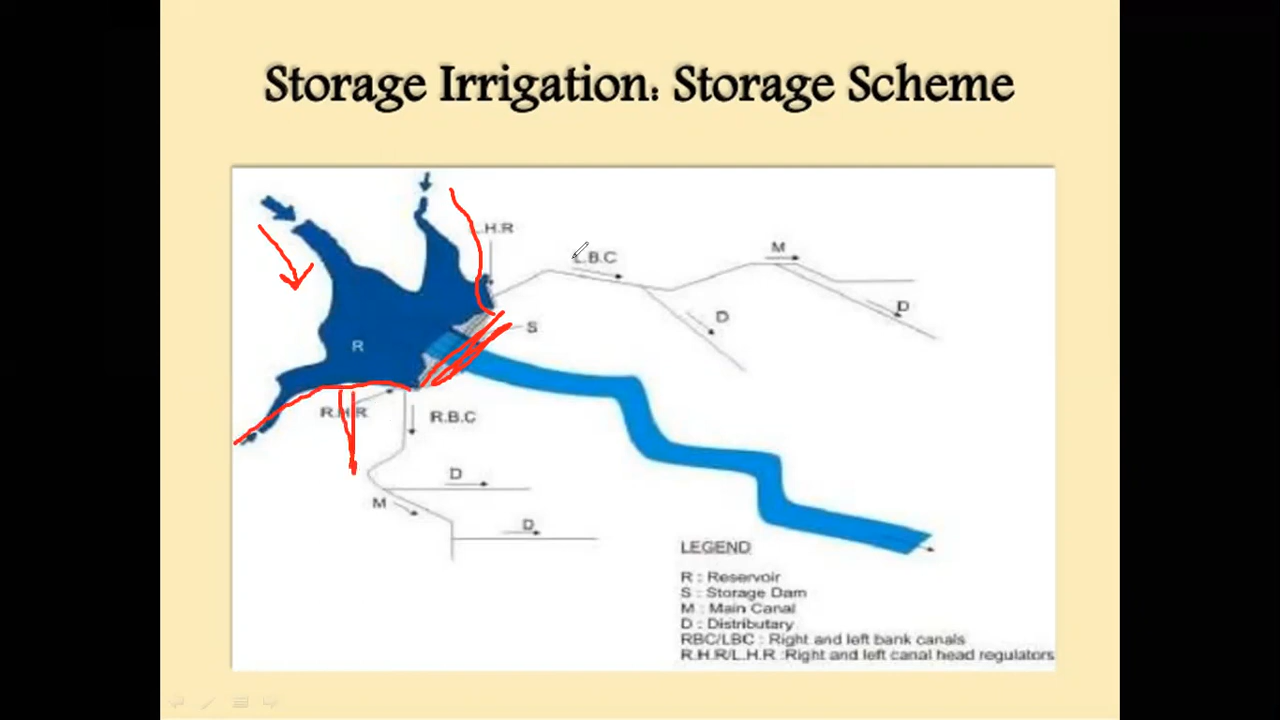 Storage Irrigation: Storage Scheme
L.H.R
L.B.C
M
D
D
S
R
R.H.R
R.B.C
D
M
D
LEGEND
R : Reservoir
S : Storage Dam
M : Main Canal
D : Distributary
RBC/LBC : Right and left bank canals
R.H.R/L.H.R :Right and left canal head regulators